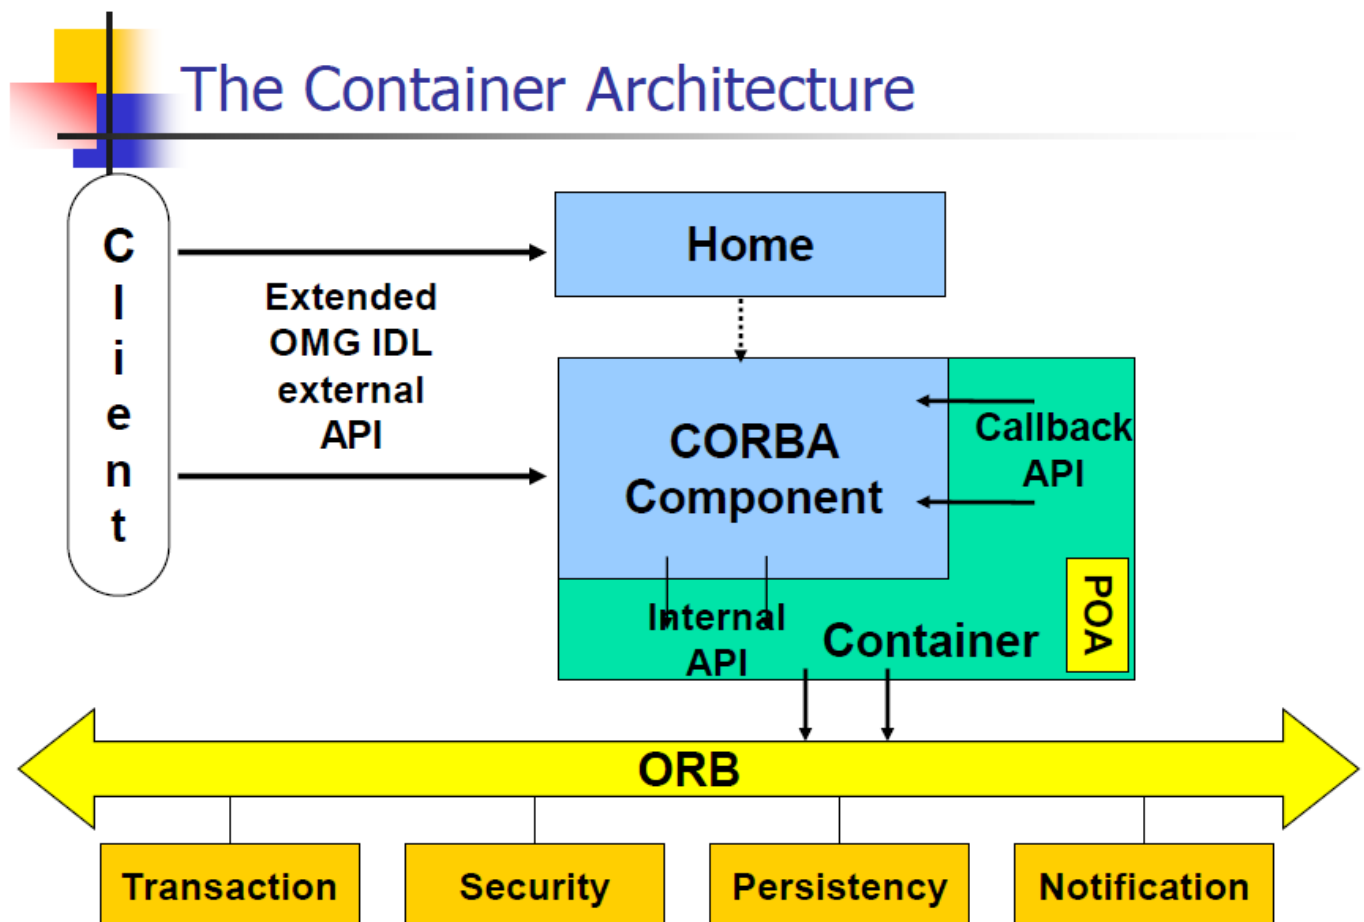 The Container Architecture
Client
Home
Extended
OMG IDL
external
API
CORBA
Component
Callback
API
POA
Internal
API
Container
ORB
Transaction
Security
Persistency
Notification